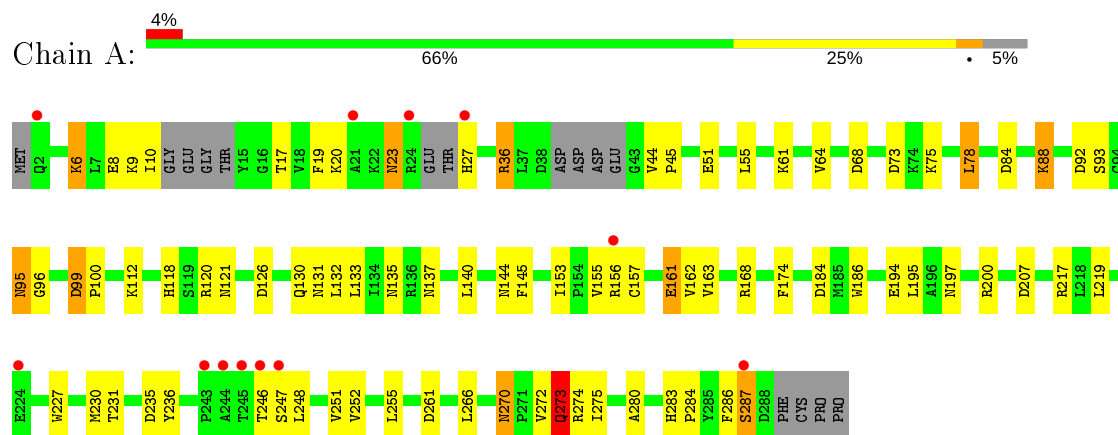 4%
Chain A:
66% 25% • 5%
MET Q2 K6 L7 E8 K9 I10 GLY GLU GLY THR Y15 G16 T17 V18 F19 K20 A21 K22 N23 R24 GLU THR H27 R36 L37 D38 ASP ASP ASP GLU G43 V44 P45 E51 L55 K61 V64 D68 D73 K74 K75 L78 D84 K88 D92 S93 G94
N95 G96 D99 P100 K112 H118 S119 R120 N121 D126 Q130 N131 L132 L133 I134 N135 R136 N137 L140 N144 F145 I153 P154 V155 R156 C157 E161 V162 V163 R168 F174 D184 M185 W186 E194 L195 A196 N197 R200 D207 R217 L218 L219
E224 W227 M230 T231 D235 Y236 P243 A244 T245 T246 S247 L248 V251 V252 L255 D261 L266 N270 P271 V272 Q273 R274 I275 A280 H283 P284 Y285 F286 S287 D288 PHE CYS PRO PRO